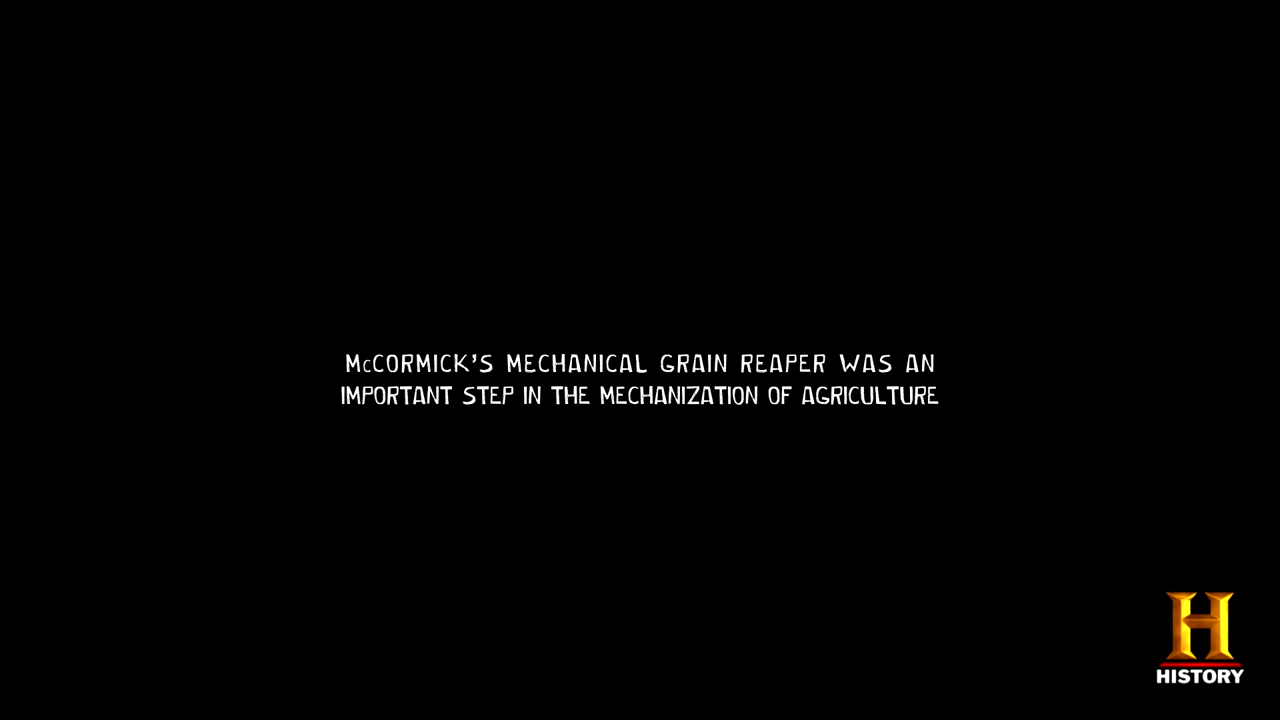 McCORMICK'S MECHANICAL GRAIN REAPER WAS AN
IMPORTANT STEP IN THE MECHANIZATION OF AGRICULTURE
H
HISTORY